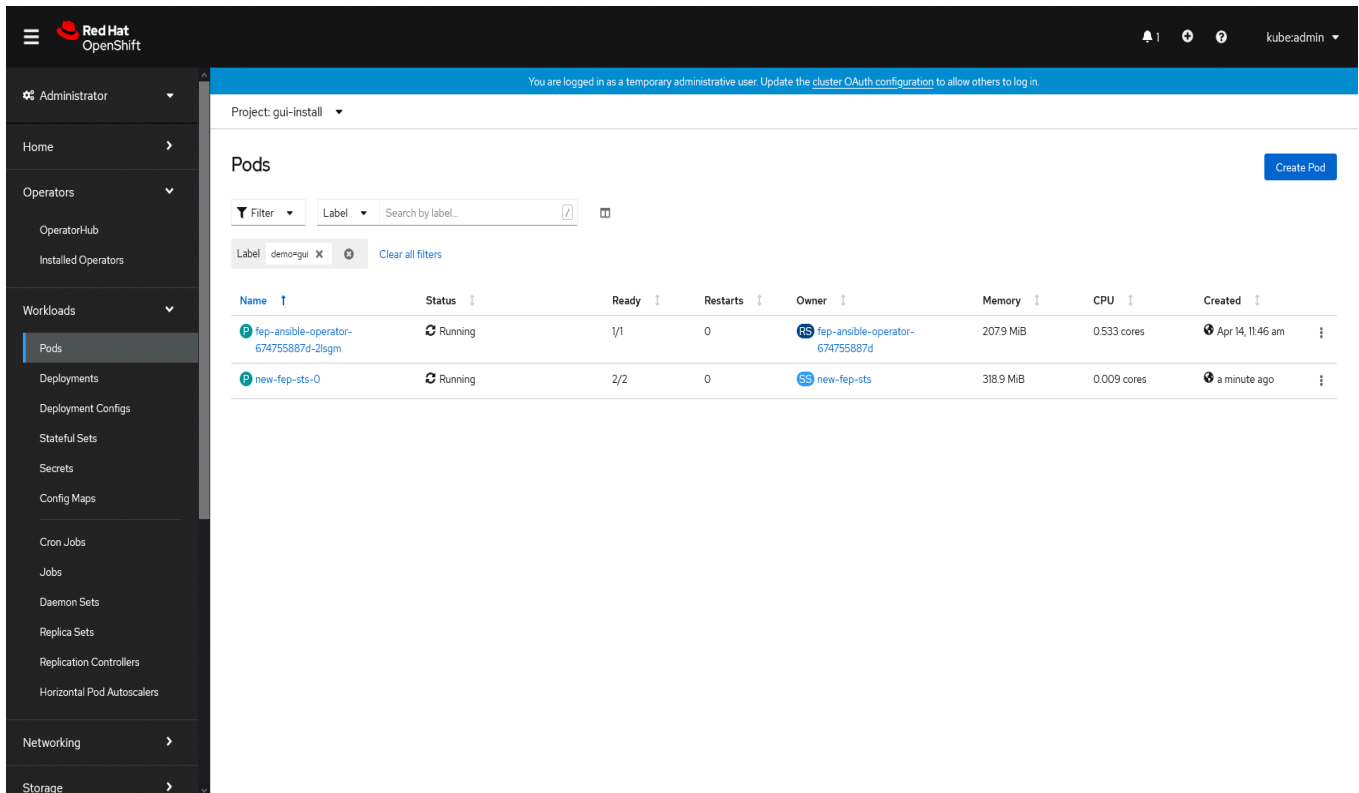 Red Hat
OpenShift
1
kube:admin
Administrator
You are logged in as a temporary administrative user. Update the cluster OAuth configuration to allow others to log in.
Project: gui-install
Home
Operators
OperatorHub
Installed Operators
Workloads
Pods
Deployments
Deployment Configs
Stateful Sets
Secrets
Config Maps
Cron Jobs
Jobs
Daemon Sets
Replica Sets
Replication Controllers
Horizontal Pod Autoscalers
Networking
Storage
Pods
Create Pod
Filter Label Search by label... /
Label demo=gui Clear all filters
Name Status Ready Restarts Owner Memory CPU Created
P fep-ansible-operator-674755887d-2lsgm Running 1/1 0 RS fep-ansible-operator-674755887d 207.9 MiB 0.533 cores Apr 14, 11:46 am
P new-fep-sts-0 Running 2/2 0 SS new-fep-sts 318.9 MiB 0.009 cores a minute ago